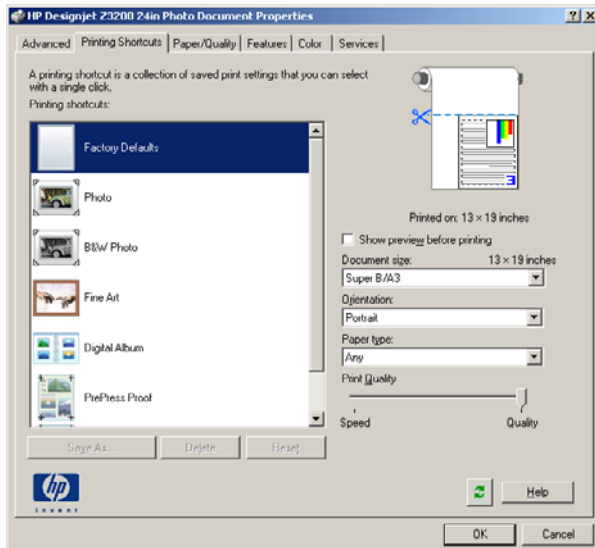 HP Designjet Z3200 24in Photo Document Properties
Advanced Printing Shortcuts Paper/Quality Features Color Services
A printing shortcut is a collection of saved print settings that you can select
with a single click.
Printing shortcuts:
Factory Defaults
Photo
B&W Photo
Fine Art
Digital Album
PrePress Proof
Save As...
Delete
Reset
3
Printed on: 13 × 19 inches
Show preview before printing
Document size: 13 × 19 inches
Super B/A3
Orientation:
Portrait
Paper type:
Any
Print Quality
Speed Quality
hp
invent
Help
OK Cancel